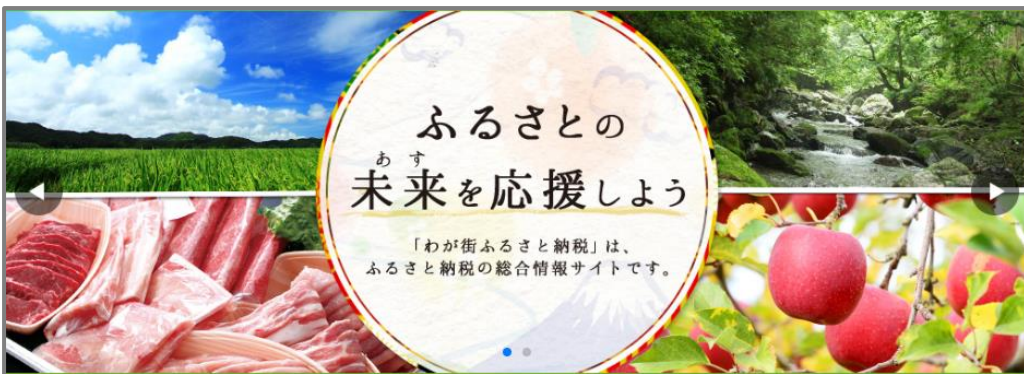 ふるさとの
あす
未来を応援しよう
「わが街ふるさと納税」は、
ふるさと納税の総合情報サイトです。